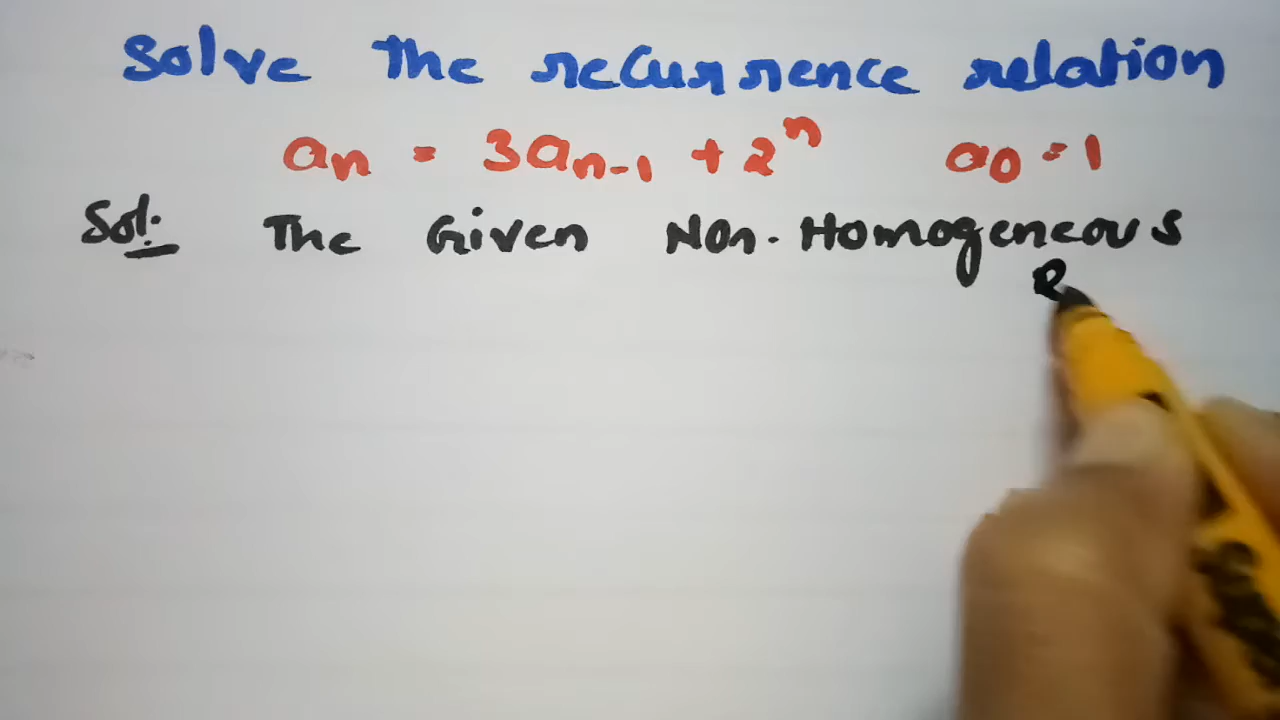 Solve The recurrence relation
an = 3an-1 + 2^n a0 = 1
Sol: The Given Non-Homogeneous